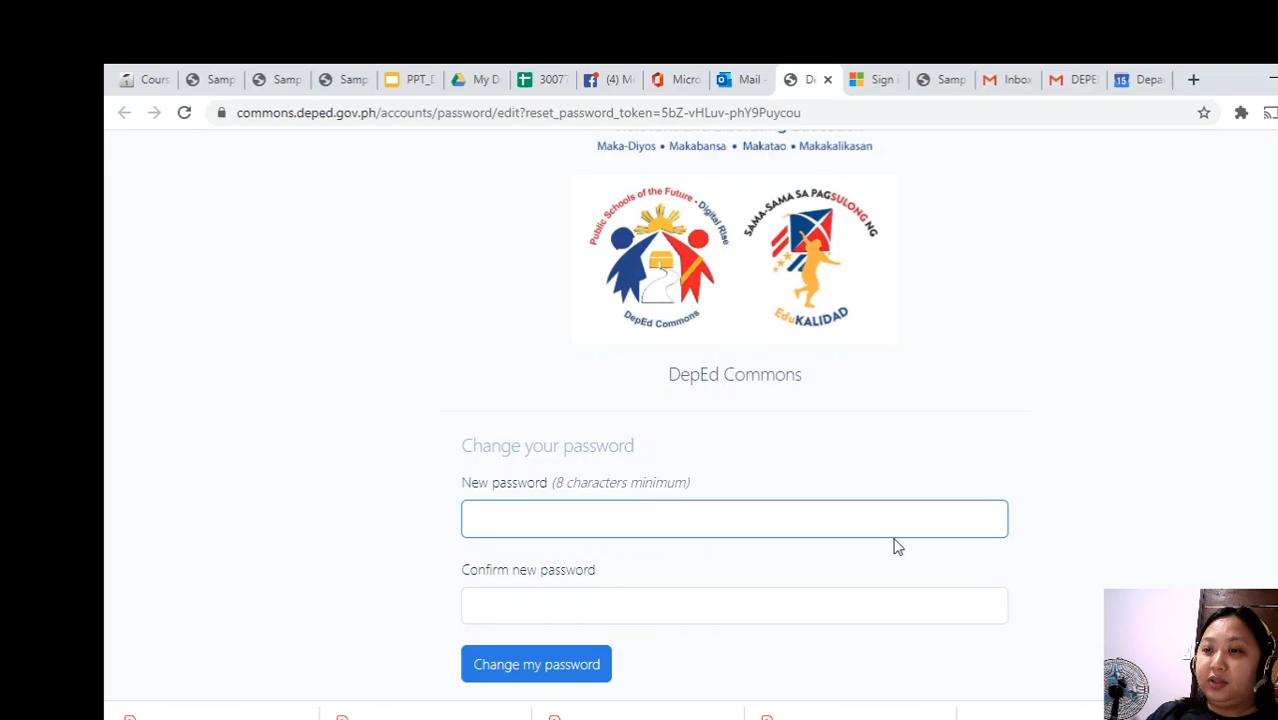 Cours
Samp
Samp
Samp
PPT_D
My D
30077
(4) M
Micro
Mail -
De
Sign i
Samp
Inbox
DEPE
Depa
commons.deped.gov.ph/accounts/password/edit?reset_password_token=5bZ-vHLuv-phY9Puycou
Maka-Diyos • Makabansa • Makatao • Makakalikasan
Public Schools of the Future - Digital Rise
DepEd Commons
SAMA-SAMA SA PAGSULONG NG
EduKALIDAD
DepEd Commons
Change your password
New password (8 characters minimum)
Confirm new password
Change my password